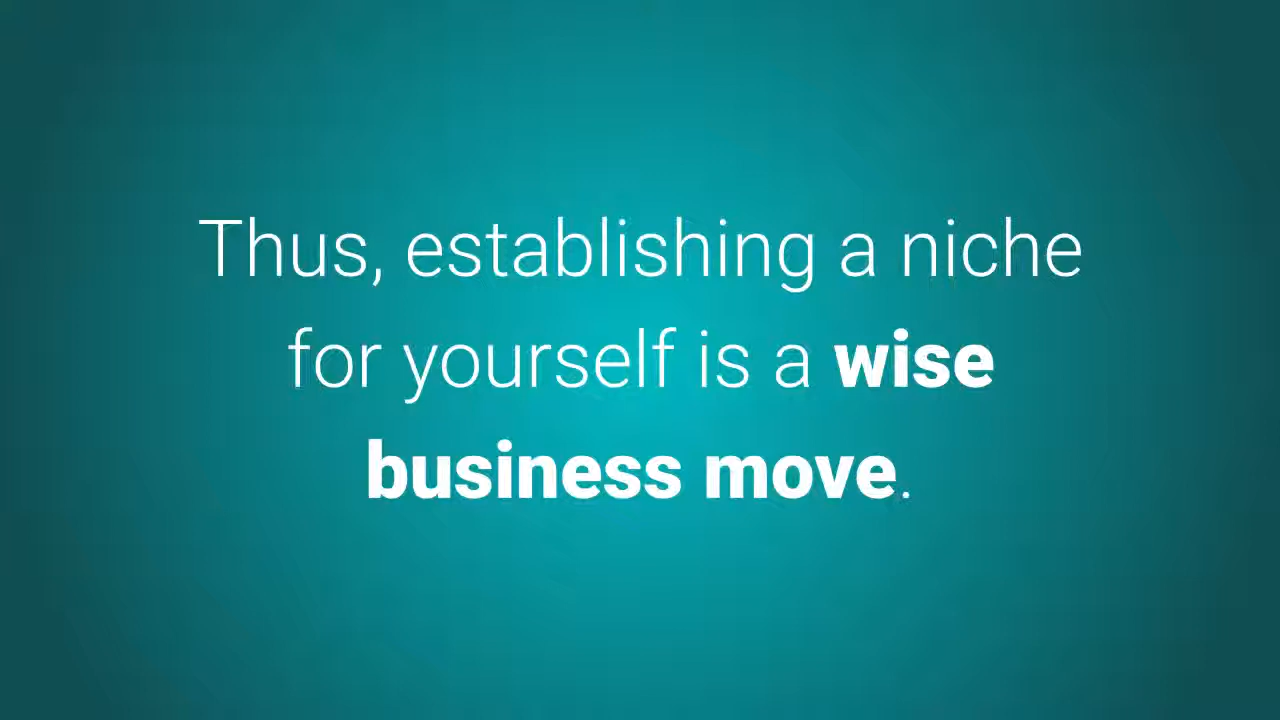 Thus, establishing a niche
for yourself is a wise
business move.